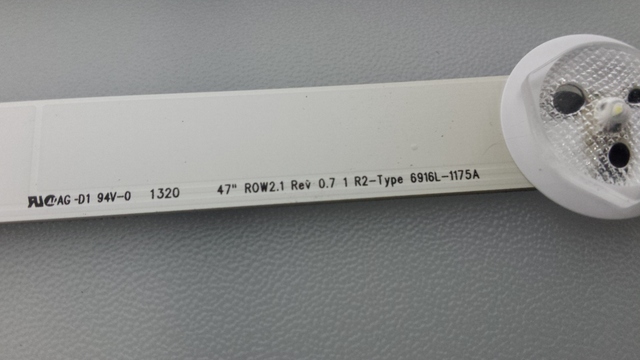 AG-D1 94V-0 1320 47" ROW2.1 Rev 0.7 1 R2-Type 6916L-1175A